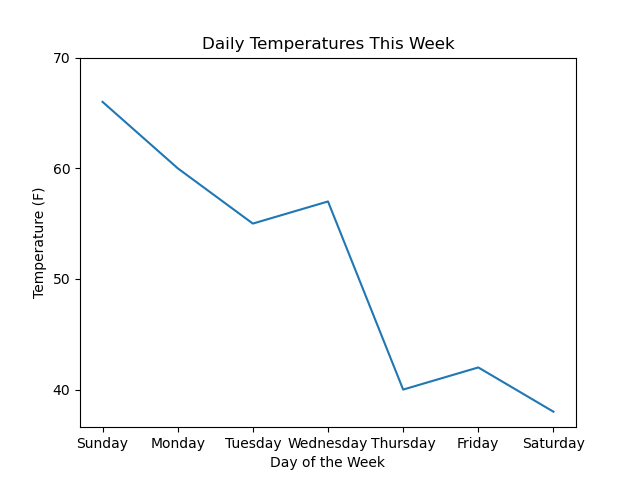 Daily Temperatures This Week
70
60
50
40
Temperature (F)
Sunday Monday Tuesday Wednesday Thursday Friday Saturday
Day of the Week